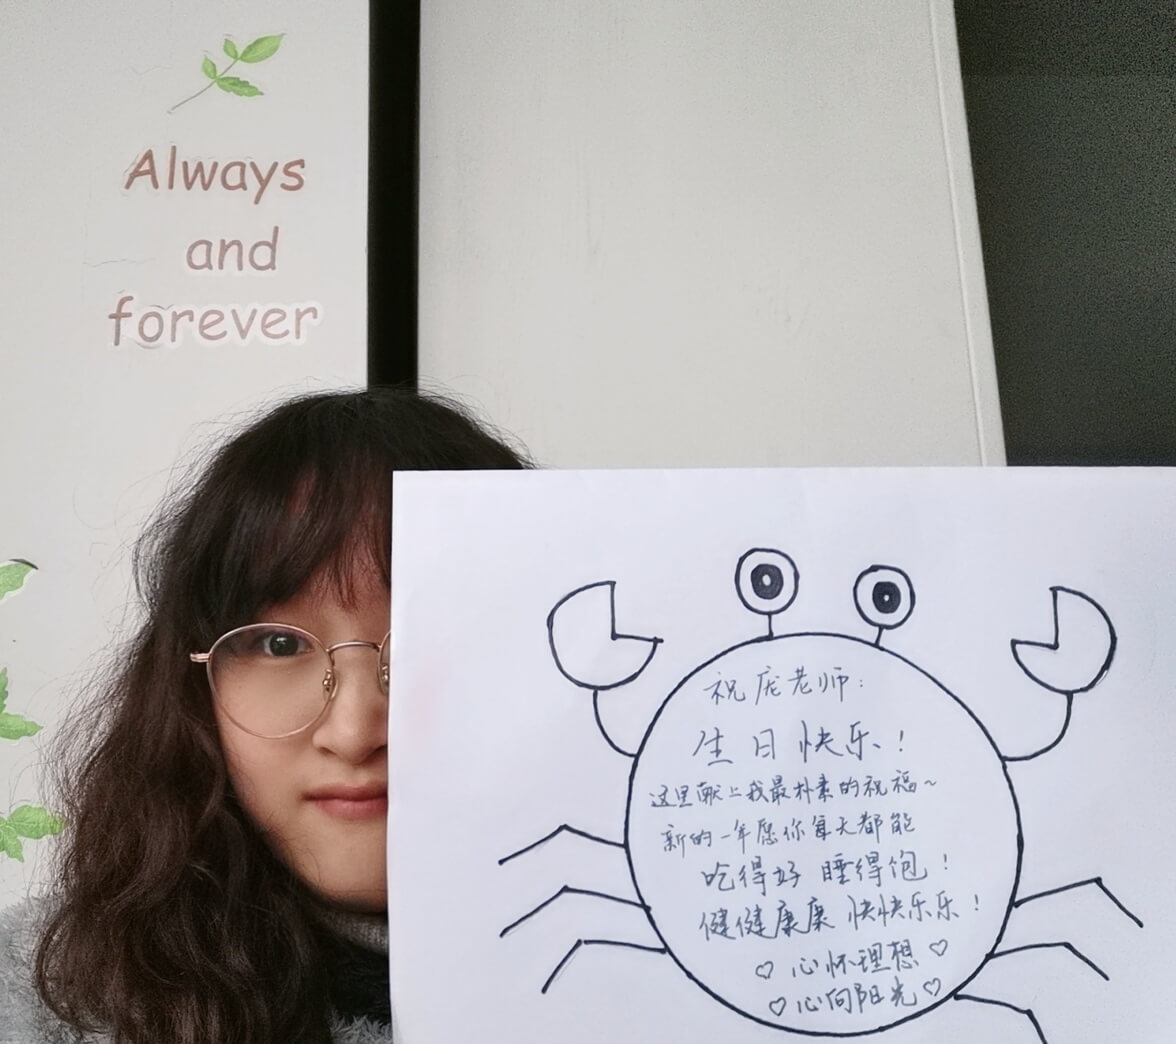 Always
and
forever
祝庞老师：
生日快乐！
这里献上我最朴素的祝福~
新的一年愿你每天都能
吃得好 睡得饱！
健健康康 快快乐乐！
♡ 心怀理想 ♡
♡ 心向阳光 ♡